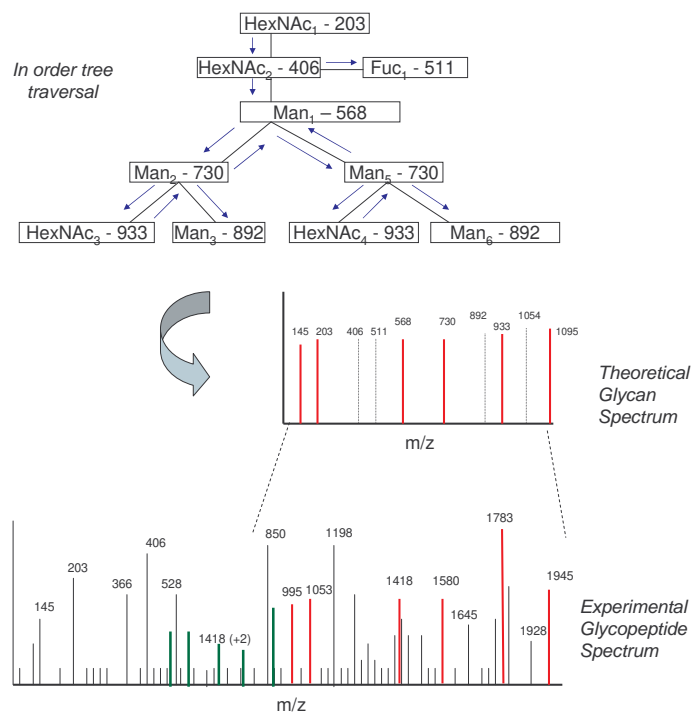 HexNAc₁ - 203
In order tree
traversal
HexNAc₂ - 406
Fuc₁ - 511
Man₁ – 568
Man₂ - 730
Man₅ - 730
HexNAc₃ - 933
Man₃ - 892
HexNAc₄ - 933
Man₆ - 892
145
203
406
511
568
730
892
933
1054
1095
m/z
Theoretical
Glycan
Spectrum
145
203
366
406
528
1418 (+2)
850
995
1053
1198
1418
1580
1645
1783
1928
1945
m/z
Experimental
Glycopeptide
Spectrum